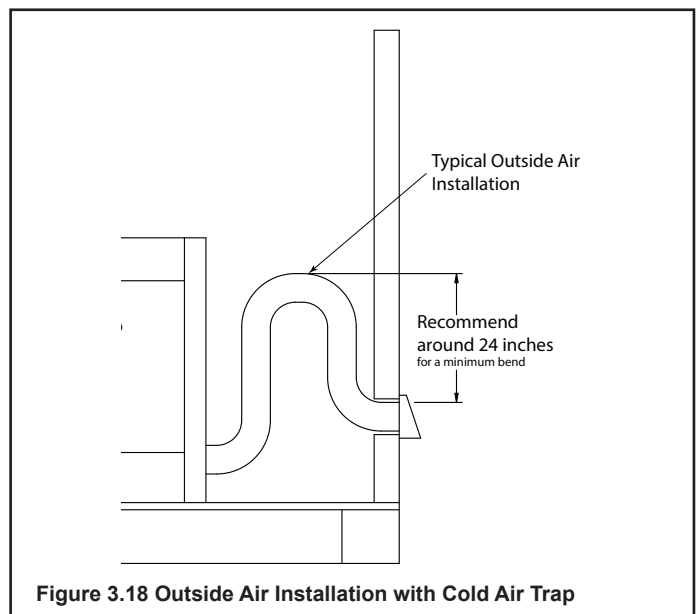 Typical Outside Air
Installation
Recommend
around 24 inches
for a minimum bend
Figure 3.18 Outside Air Installation with Cold Air Trap